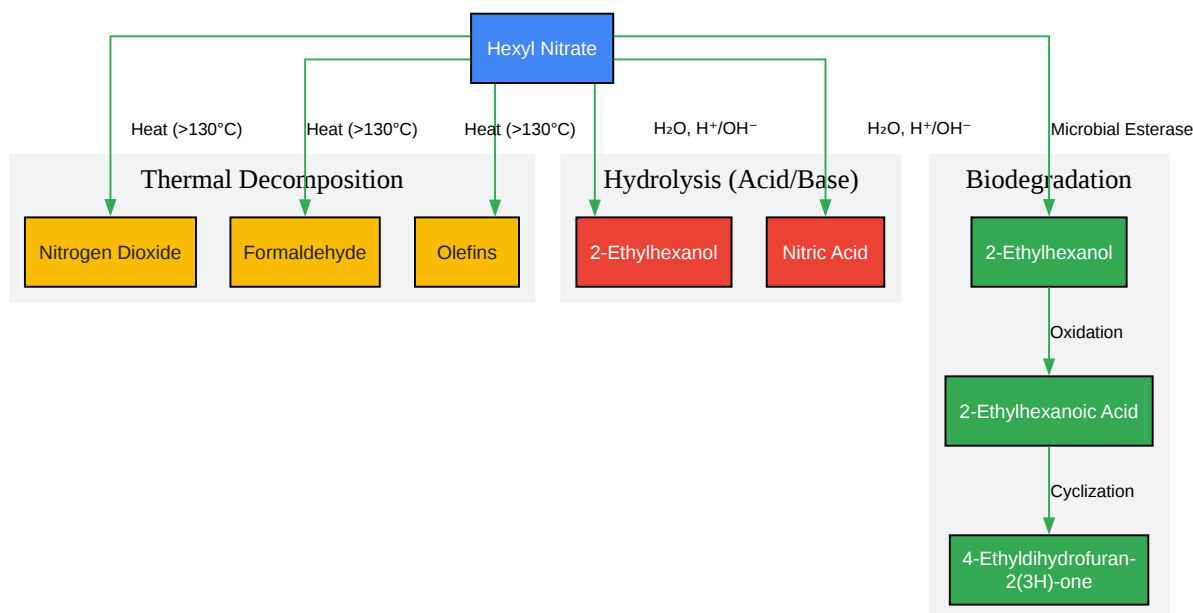 Hexyl Nitrate
Heat (>130°C)
Heat (>130°C)
Heat (>130°C)
H₂O, H⁺/OH⁻
H₂O, H⁺/OH⁻
Microbial Esterase
Thermal Decomposition
Hydrolysis (Acid/Base)
Biodegradation
Nitrogen Dioxide
Formaldehyde
Olefins
2-Ethylhexanol
Nitric Acid
2-Ethylhexanol
Oxidation
2-Ethylhexanoic Acid
Cyclization
4-Ethyldihydrofuran-
2(3H)-one